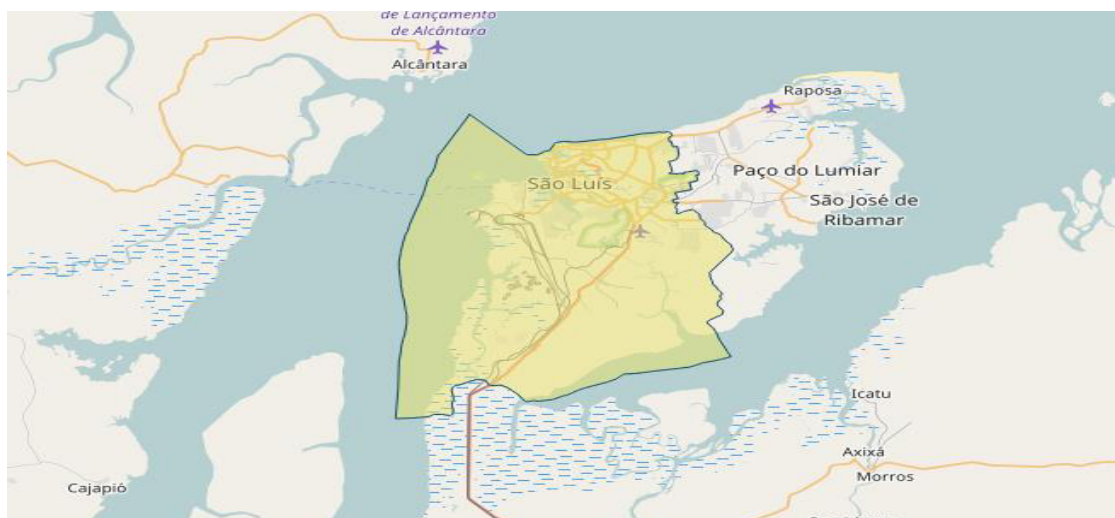 de Lançamento
de Alcântara
Alcântara
Raposa
São Luís
Paço do Lumiar
São José de
Ribamar
Icatu
Axixá
Morros
Cajapió